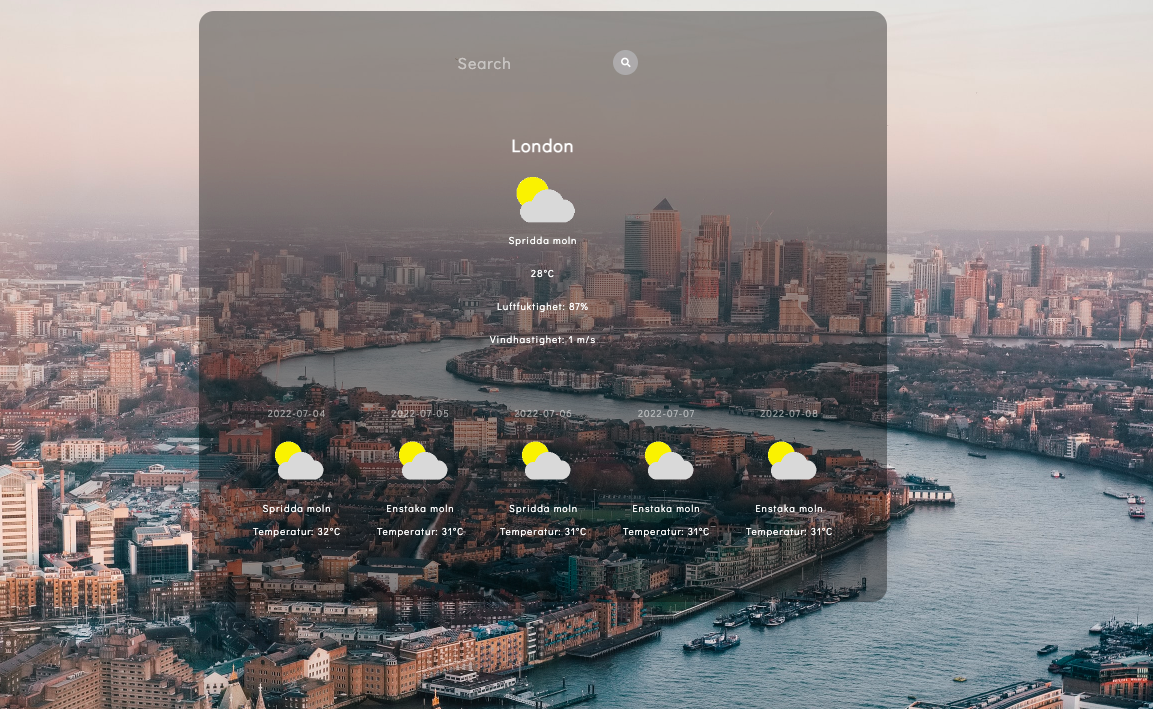 Search
London
Spridda moln
28°C
Luftfuktighet: 87%
Vindhastighet: 1 m/s
2022-07-04 2022-07-05 2022-07-06 2022-07-07 2022-07-08
Spridda moln Enstaka moln Spridda moln Enstaka moln Enstaka moln
Temperatur: 32°C Temperatur: 31°C Temperatur: 31°C Temperatur: 31°C Temperatur: 31°C